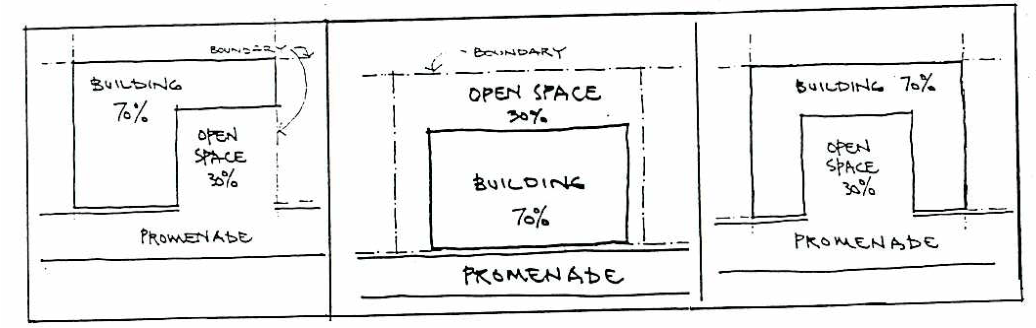 BOUNDARY
BUILDING
70%
OPEN
SPACE
30%
PROMENADE
- BOUNDARY
OPEN SPACE
30%
BUILDING
70%
PROMENADE
BUILDING 70%
OPEN
SPACE
30%
PROMENADE